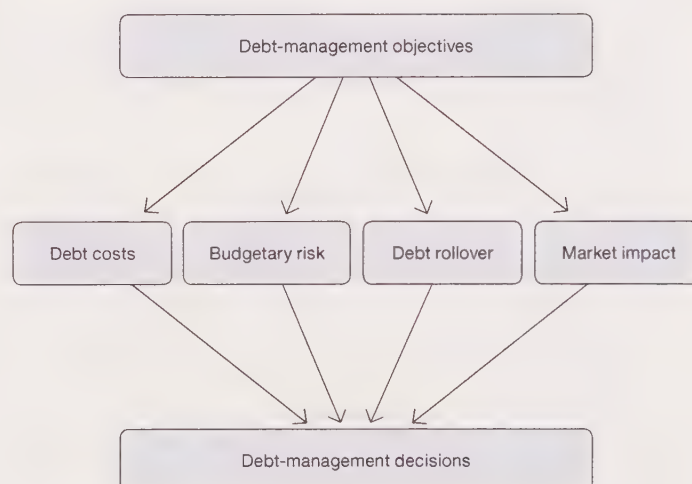 Debt-management objectives
Debt costs
Budgetary risk
Debt rollover
Market impact
Debt-management decisions